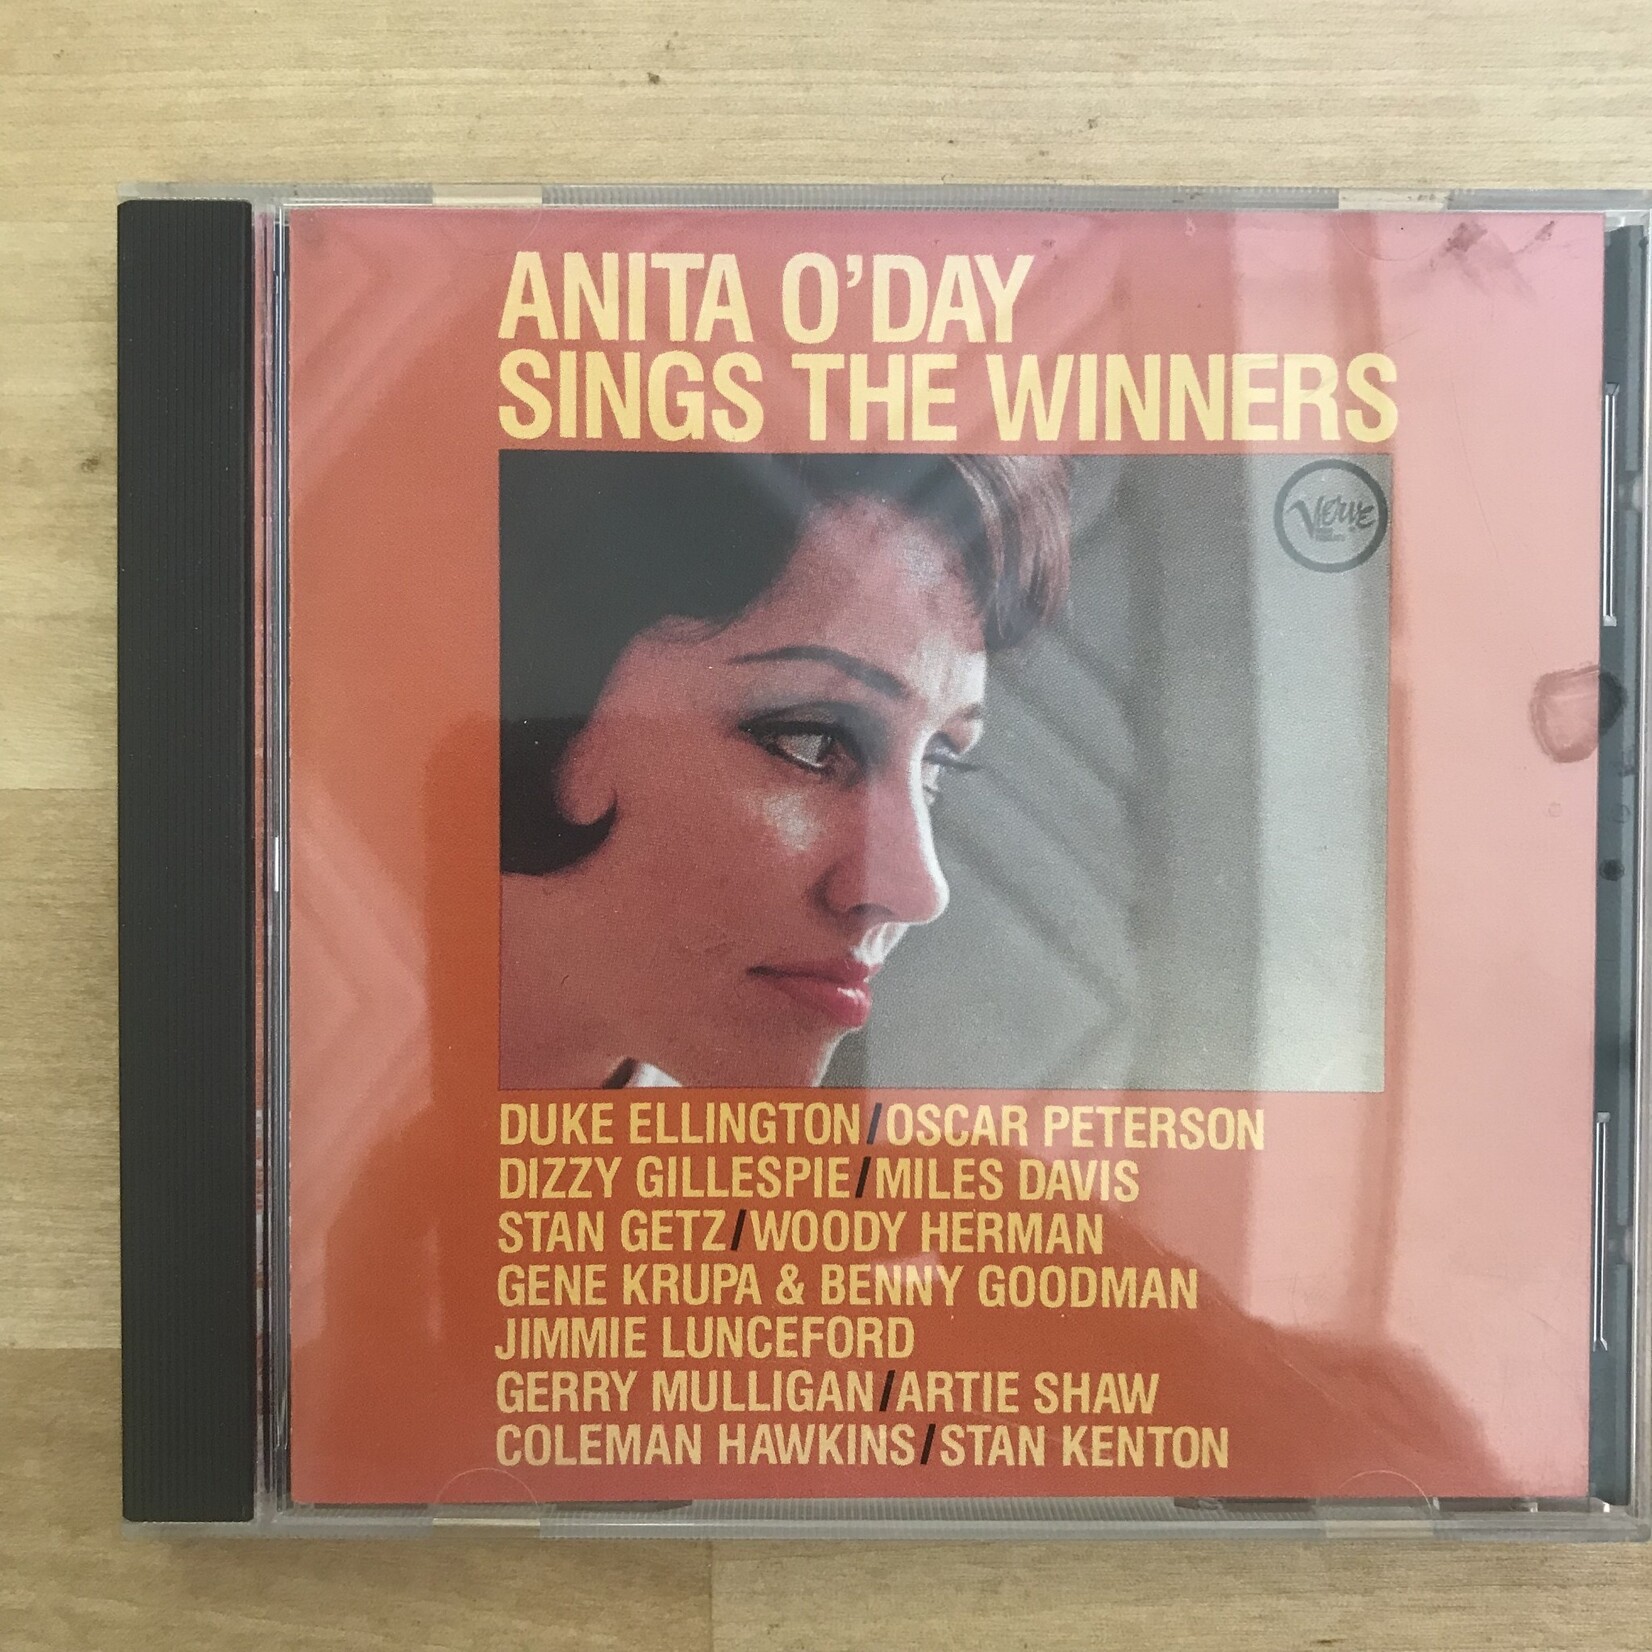 ANITA O'DAY
SINGS THE WINNERS
Verve
DUKE ELLINGTON/OSCAR PETERSON
DIZZY GILLESPIE/MILES DAVIS
STAN GETZ/WOODY HERMAN
GENE KRUPA & BENNY GOODMAN
JIMMIE LUNCEFORD
GERRY MULLIGAN/ARTIE SHAW
COLEMAN HAWKINS/STAN KENTON